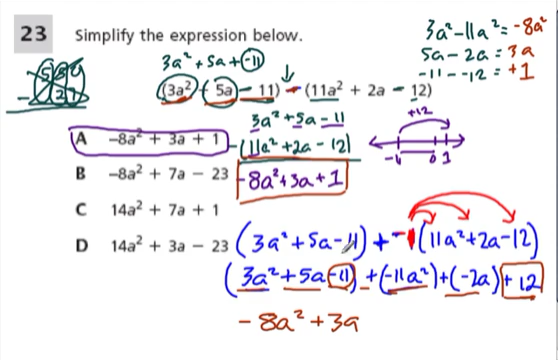 23 Simplify the expression below.
3a² - 11a² = -8a²
5a - 2a = 3a
-11 - -12 = +1
3a² + 5a + -11
(3a² + 5a - 11) - (11a² + 2a - 12)
3a² + 5a - 11
-(11a² + 2a - 12)
-8a² + 3a + 1
+12
0 1
A -8a² + 3a + 1
B -8a² + 7a - 23
C 14a² + 7a + 1
D 14a² + 3a - 23
(3a² + 5a - 11) + -1(11a² + 2a - 12)
(3a² + 5a - 11) + (-11a²) + (-2a) + 12
-8a² + 3a